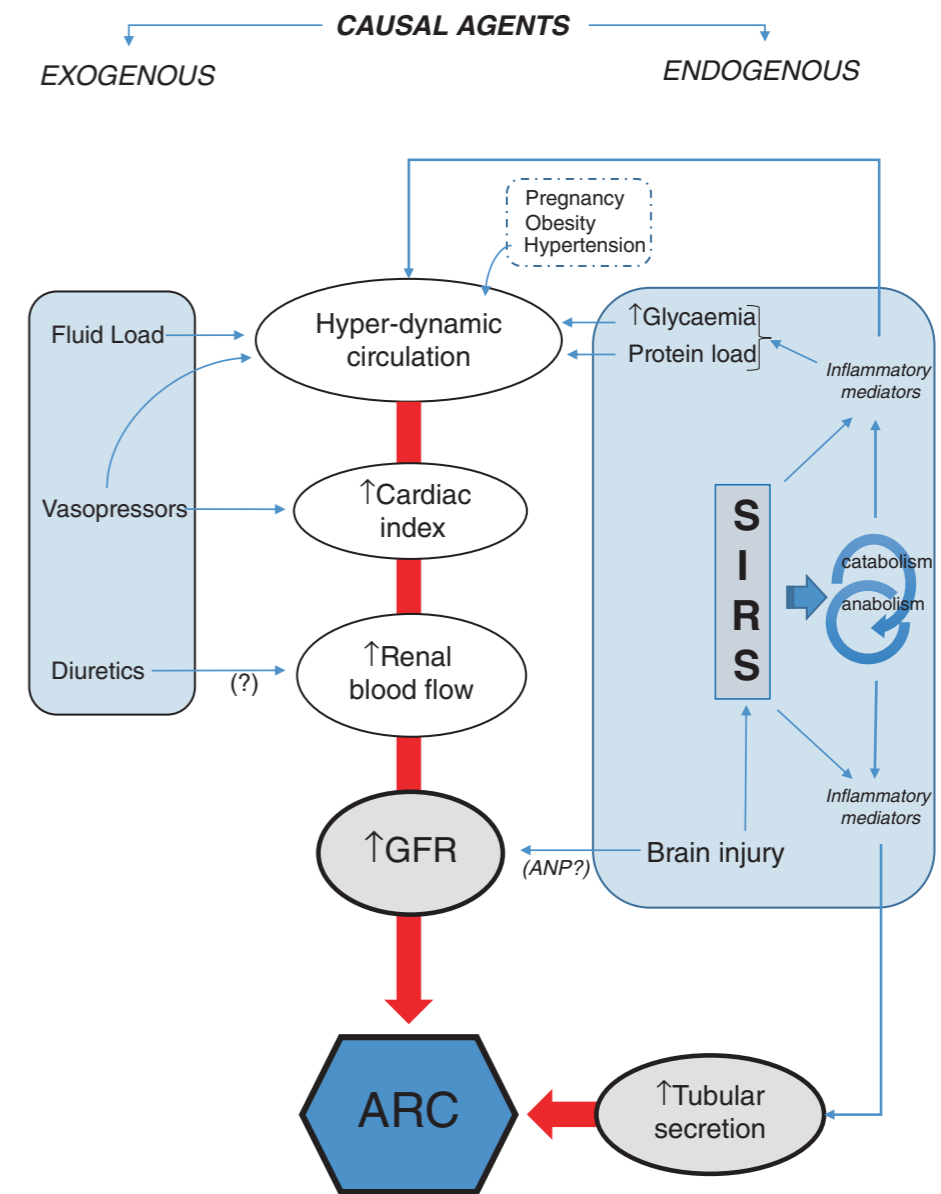 CAUSAL AGENTS
EXOGENOUS
ENDOGENOUS
Pregnancy
Obesity
Hypertension
Fluid Load
Hyper-dynamic
circulation
↑Glycaemia
Protein load
Inflammatory
mediators
Vasopressors
↑Cardiac
index
S
I
R
S
catabolism
anabolism
Diuretics
(?)
↑Renal
blood flow
Inflammatory
mediators
↑GFR
(ANP?)
Brain injury
ARC
↑Tubular
secretion